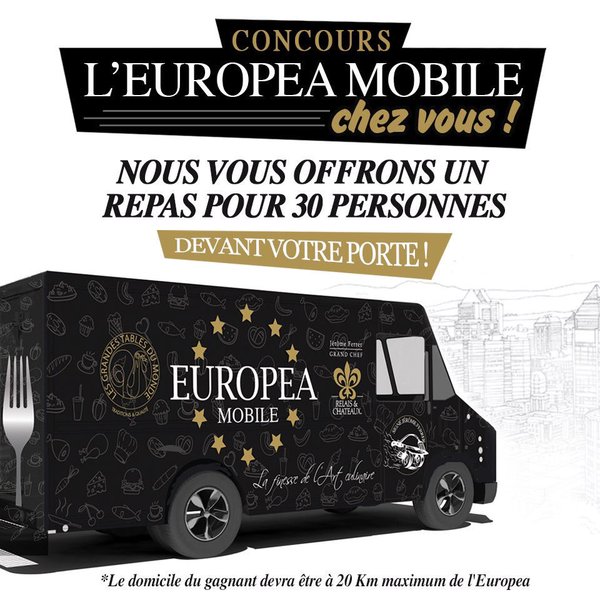 CONCOURS
L'EUROPEA MOBILE
chez vous !
NOUS VOUS OFFRONS UN
REPAS POUR 30 PERSONNES
DEVANT VOTRE PORTE !
LES GRANDES TABLES DU MONDE
TRADITIONS & QUALITÉ
EUROPEA
MOBILE
Jérôme Ferrer
GRAND CHEF
RELAIS &
CHATEAUX
La finesse de l'Art culinaire
*Le domicile du gagnant devra être à 20 Km maximum de l'Europea